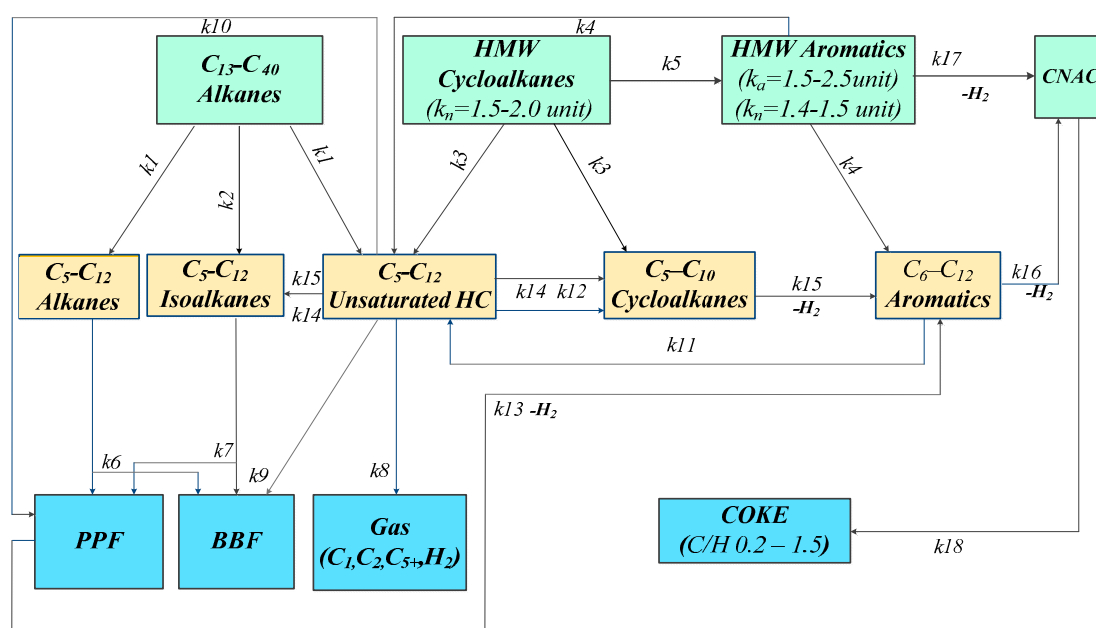 k10
k4
C13-C40
Alkanes
HMW
Cycloalkanes
(kn=1.5-2.0 unit)
k5
HMW Aromatics
(ka=1.5-2.5unit)
(kn=1.4-1.5 unit)
k17
-H2
CNAC
k1
k2
k1
k3
k3
k4
C5-C12
Alkanes
C5-C12
Isoalkanes
k15
k14
C5-C12
Unsaturated HC
k14 k12
C5–C10
Cycloalkanes
k15
-H2
C6–C12
Aromatics
k16
-H2
k11
k13 -H2
k6
k7
k9
k8
PPF
BBF
Gas
(C1,C2,C5+,H2)
COKE
(C/H 0.2 – 1.5)
k18